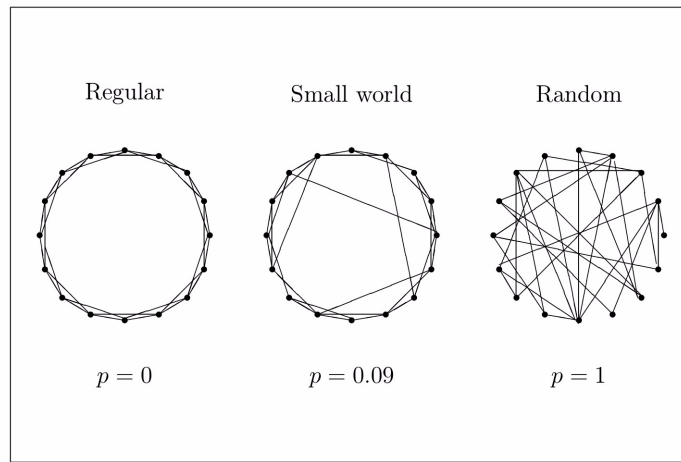 Regular Small world Random
p = 0 p = 0.09 p = 1